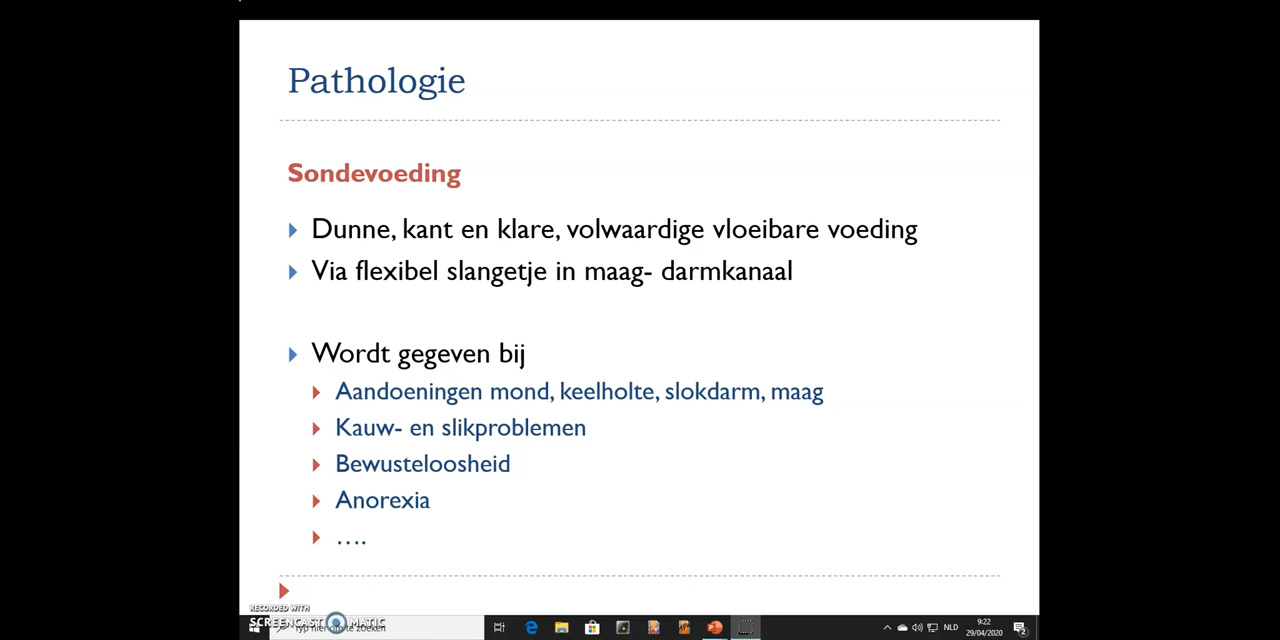 Pathologie
Sondevoeding
Dunne, kant en klare, volwaardige vloeibare voeding
Via flexibel slangetje in maag- darmkanaal
Wordt gegeven bij
Aandoeningen mond, keelholte, slokdarm, maag
Kauw- en slikproblemen
Bewusteloosheid
Anorexia
….
RECORDED WITH
SCREENCAST MATIC
om te zoeken
NLD
9:22
29/04/2020
2